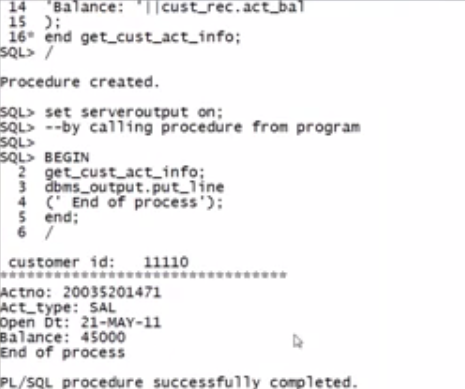 14 'Balance: '||cust_rec.act_bal
15 );
16* end get_cust_act_info;
SQL> /
Procedure created.
SQL> set serveroutput on;
SQL> --by calling procedure from program
SQL>
SQL> BEGIN
2 get_cust_act_info;
3 dbms_output.put_line
4 (' End of process');
5 end;
6 /
customer id: 11110
********************************
Actno: 20035201471
Act_type: SAL
Open Dt: 21-MAY-11
Balance: 45000
End of process
PL/SQL procedure successfully completed.